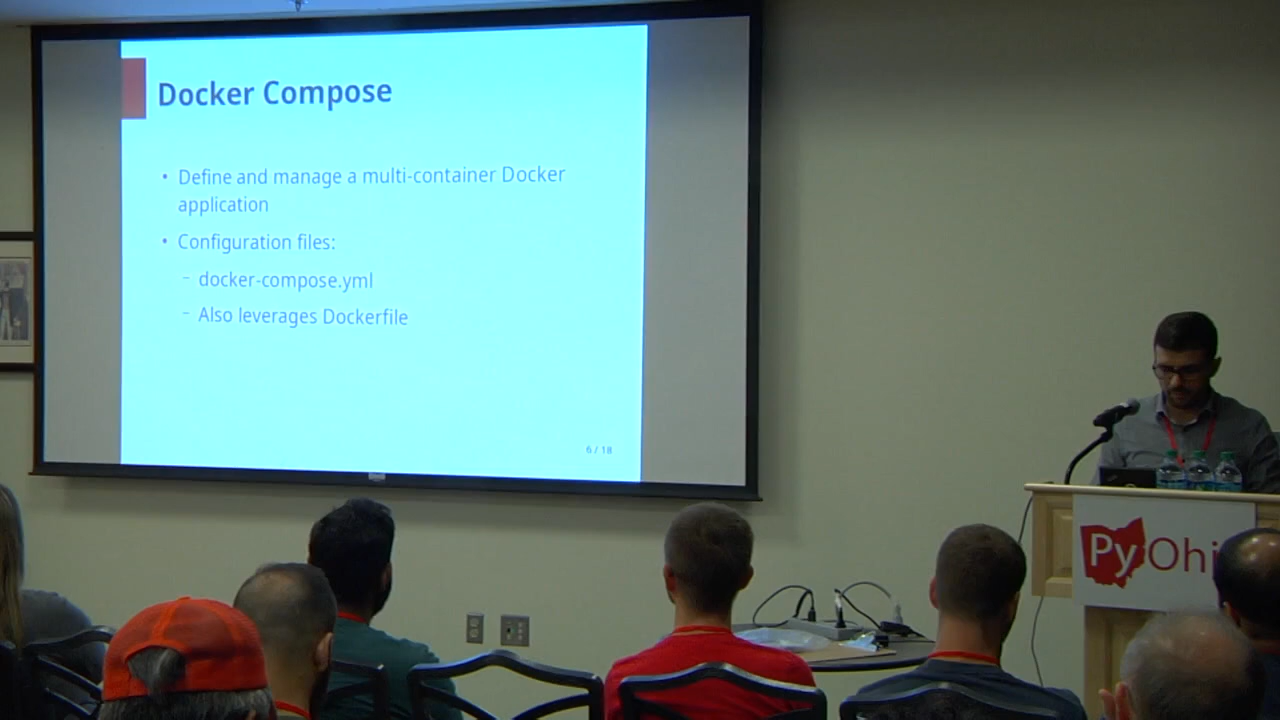 Docker Compose
• Define and manage a multi-container Docker
application
• Configuration files:
– docker-compose.yml
– Also leverages Dockerfile
6 / 18
PyOhi